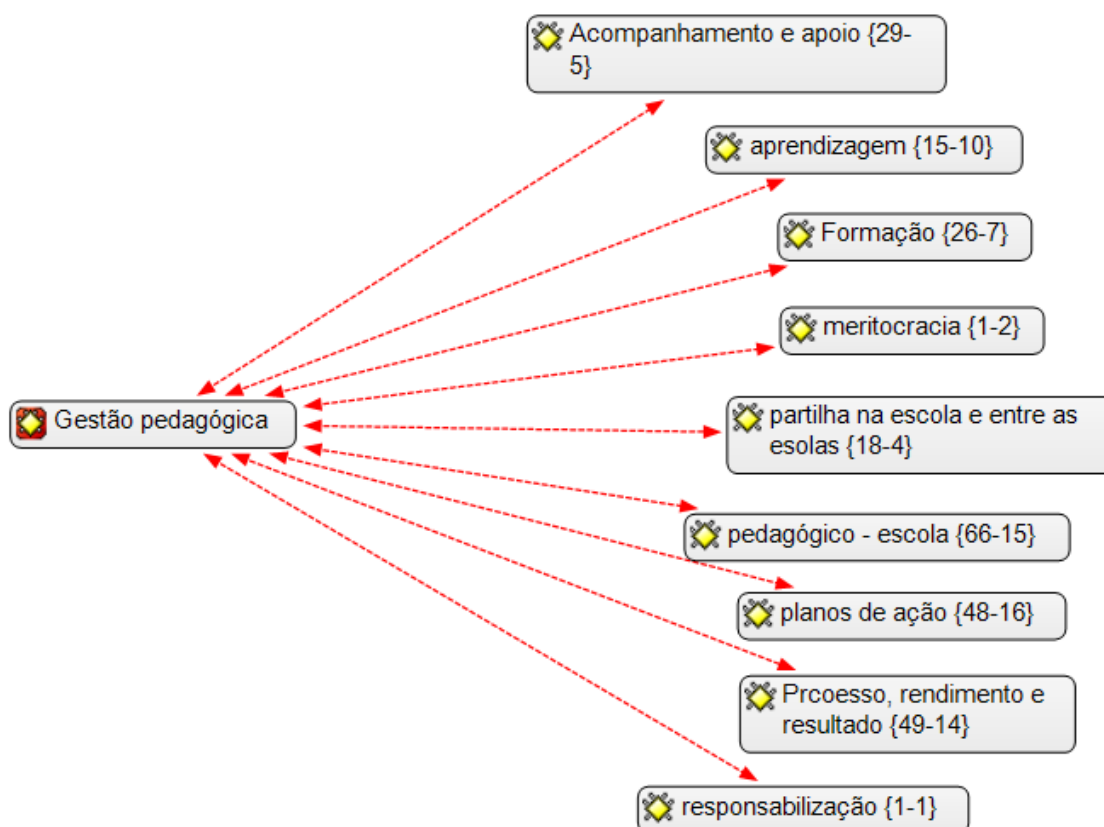 Acompanhamento e apoio {29-
5}
aprendizagem {15-10}
Formação {26-7}
meritocracia {1-2}
Gestão pedagógica
partilha na escola e entre as
esolas {18-4}
pedagógico - escola {66-15}
planos de ação {48-16}
Prcoesso, rendimento e
resultado {49-14}
responsabilização {1-1}